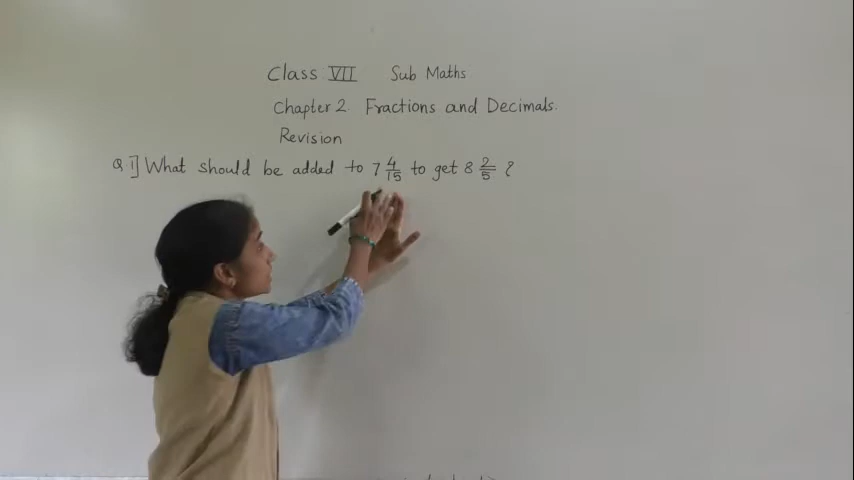 Class VII Sub Maths
Chapter 2 Fractions and Decimals.
Revision
Q.1] What should be added to 7 4/15 to get 8 2/5 ?